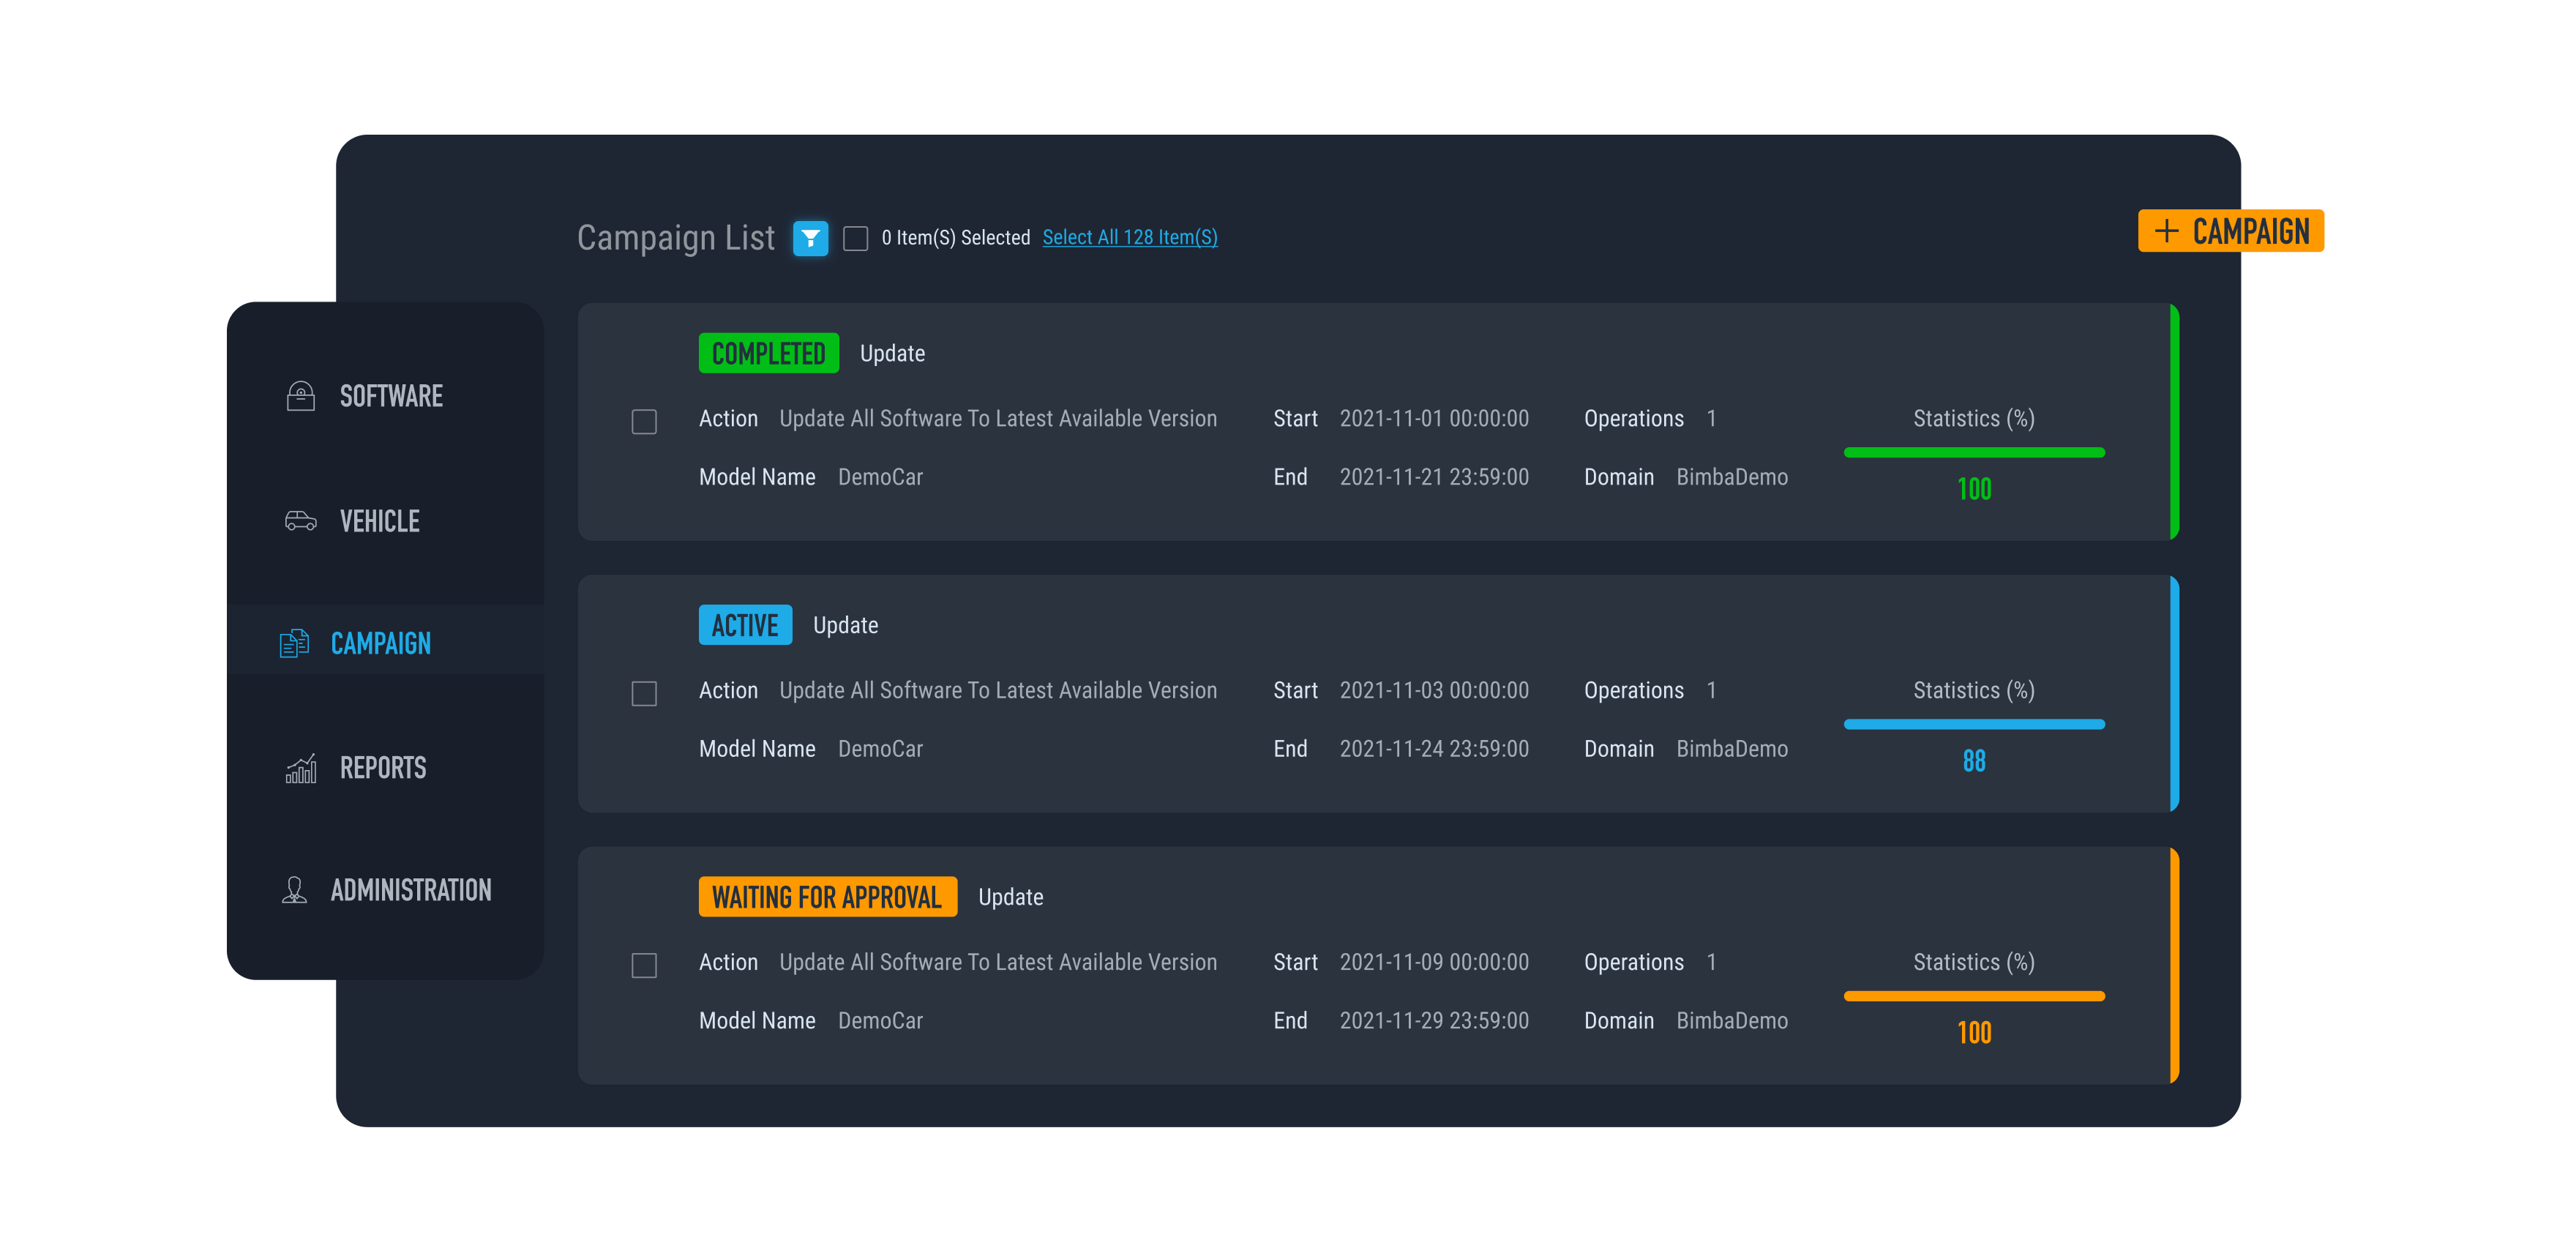 Campaign List 0 Item(S) Selected Select All 128 Item(S)
+ CAMPAIGN
SOFTWARE
VEHICLE
CAMPAIGN
REPORTS
ADMINISTRATION
COMPLETED Update
Action Update All Software To Latest Available Version Start 2021-11-01 00:00:00 Operations 1 Statistics (%)
Model Name DemoCar End 2021-11-21 23:59:00 Domain BimbaDemo 100
ACTIVE Update
Action Update All Software To Latest Available Version Start 2021-11-03 00:00:00 Operations 1 Statistics (%)
Model Name DemoCar End 2021-11-24 23:59:00 Domain BimbaDemo 88
WAITING FOR APPROVAL Update
Action Update All Software To Latest Available Version Start 2021-11-09 00:00:00 Operations 1 Statistics (%)
Model Name DemoCar End 2021-11-29 23:59:00 Domain BimbaDemo 100